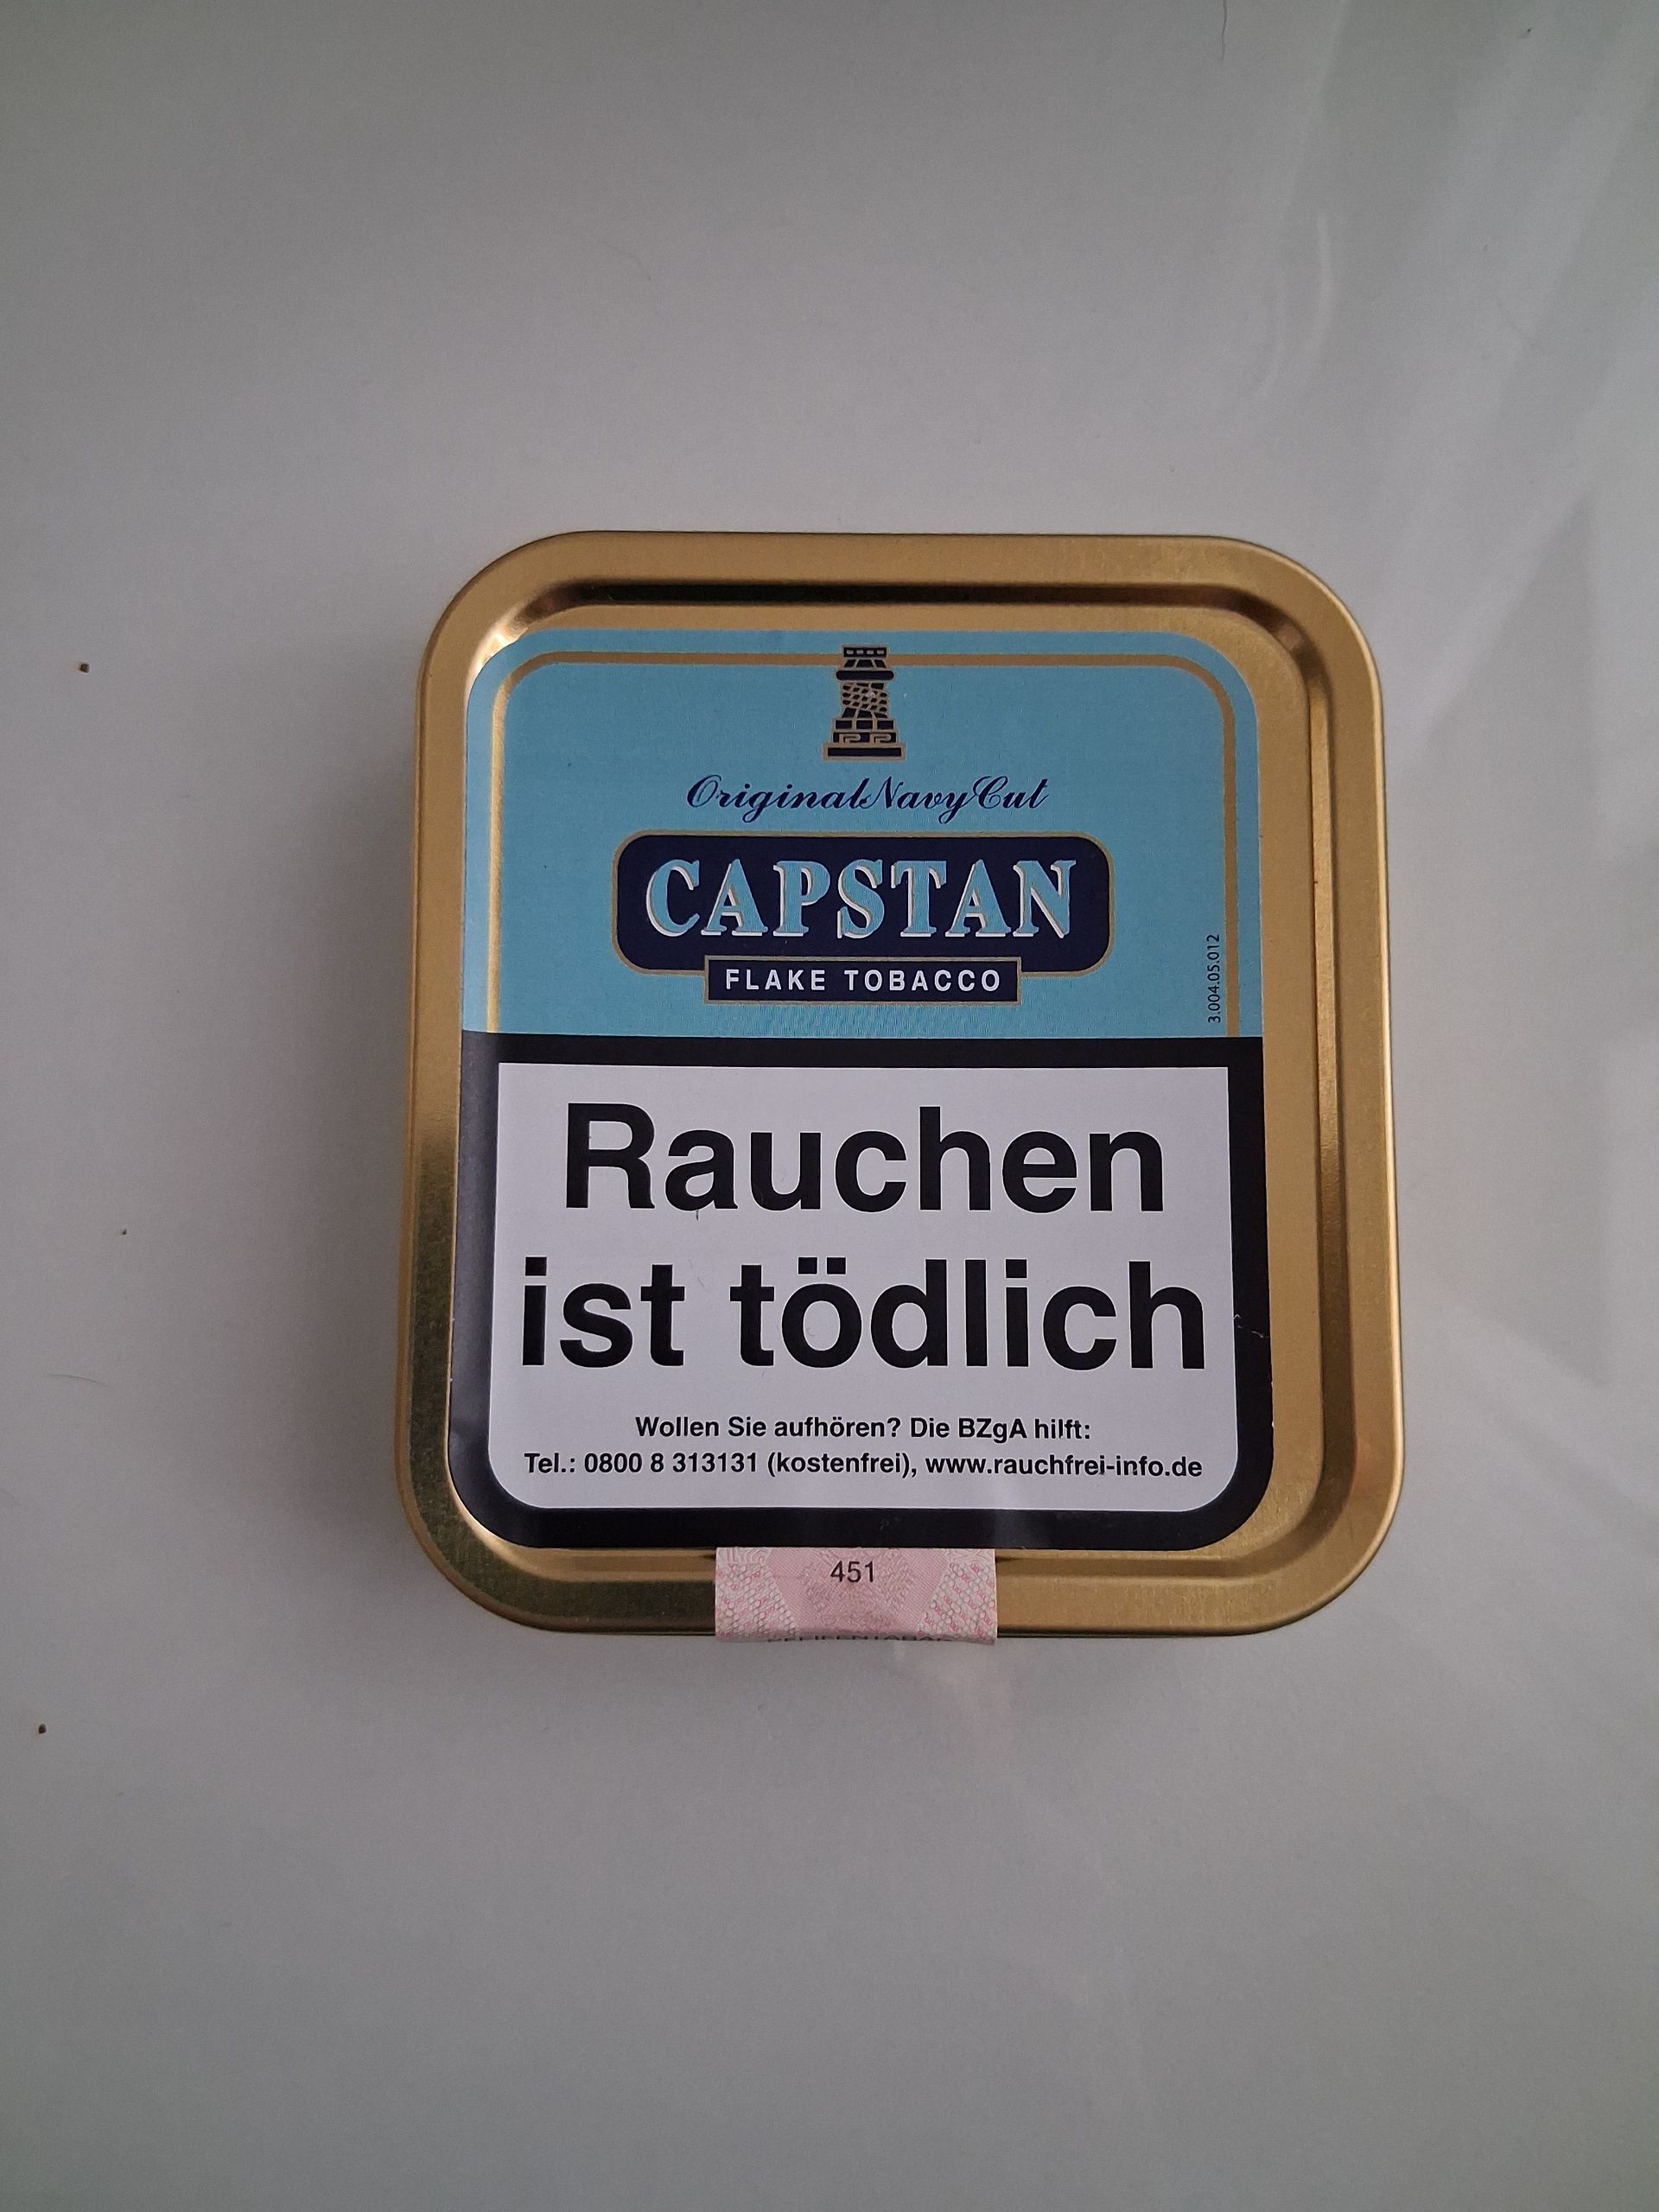 Original Navy Cut
CAPSTAN
FLAKE TOBACCO
3.004.05.012
Rauchen
ist tödlich
Wollen Sie aufhören? Die BZgA hilft:
Tel.: 0800 8 313131 (kostenfrei), www.rauchfrei-info.de
451